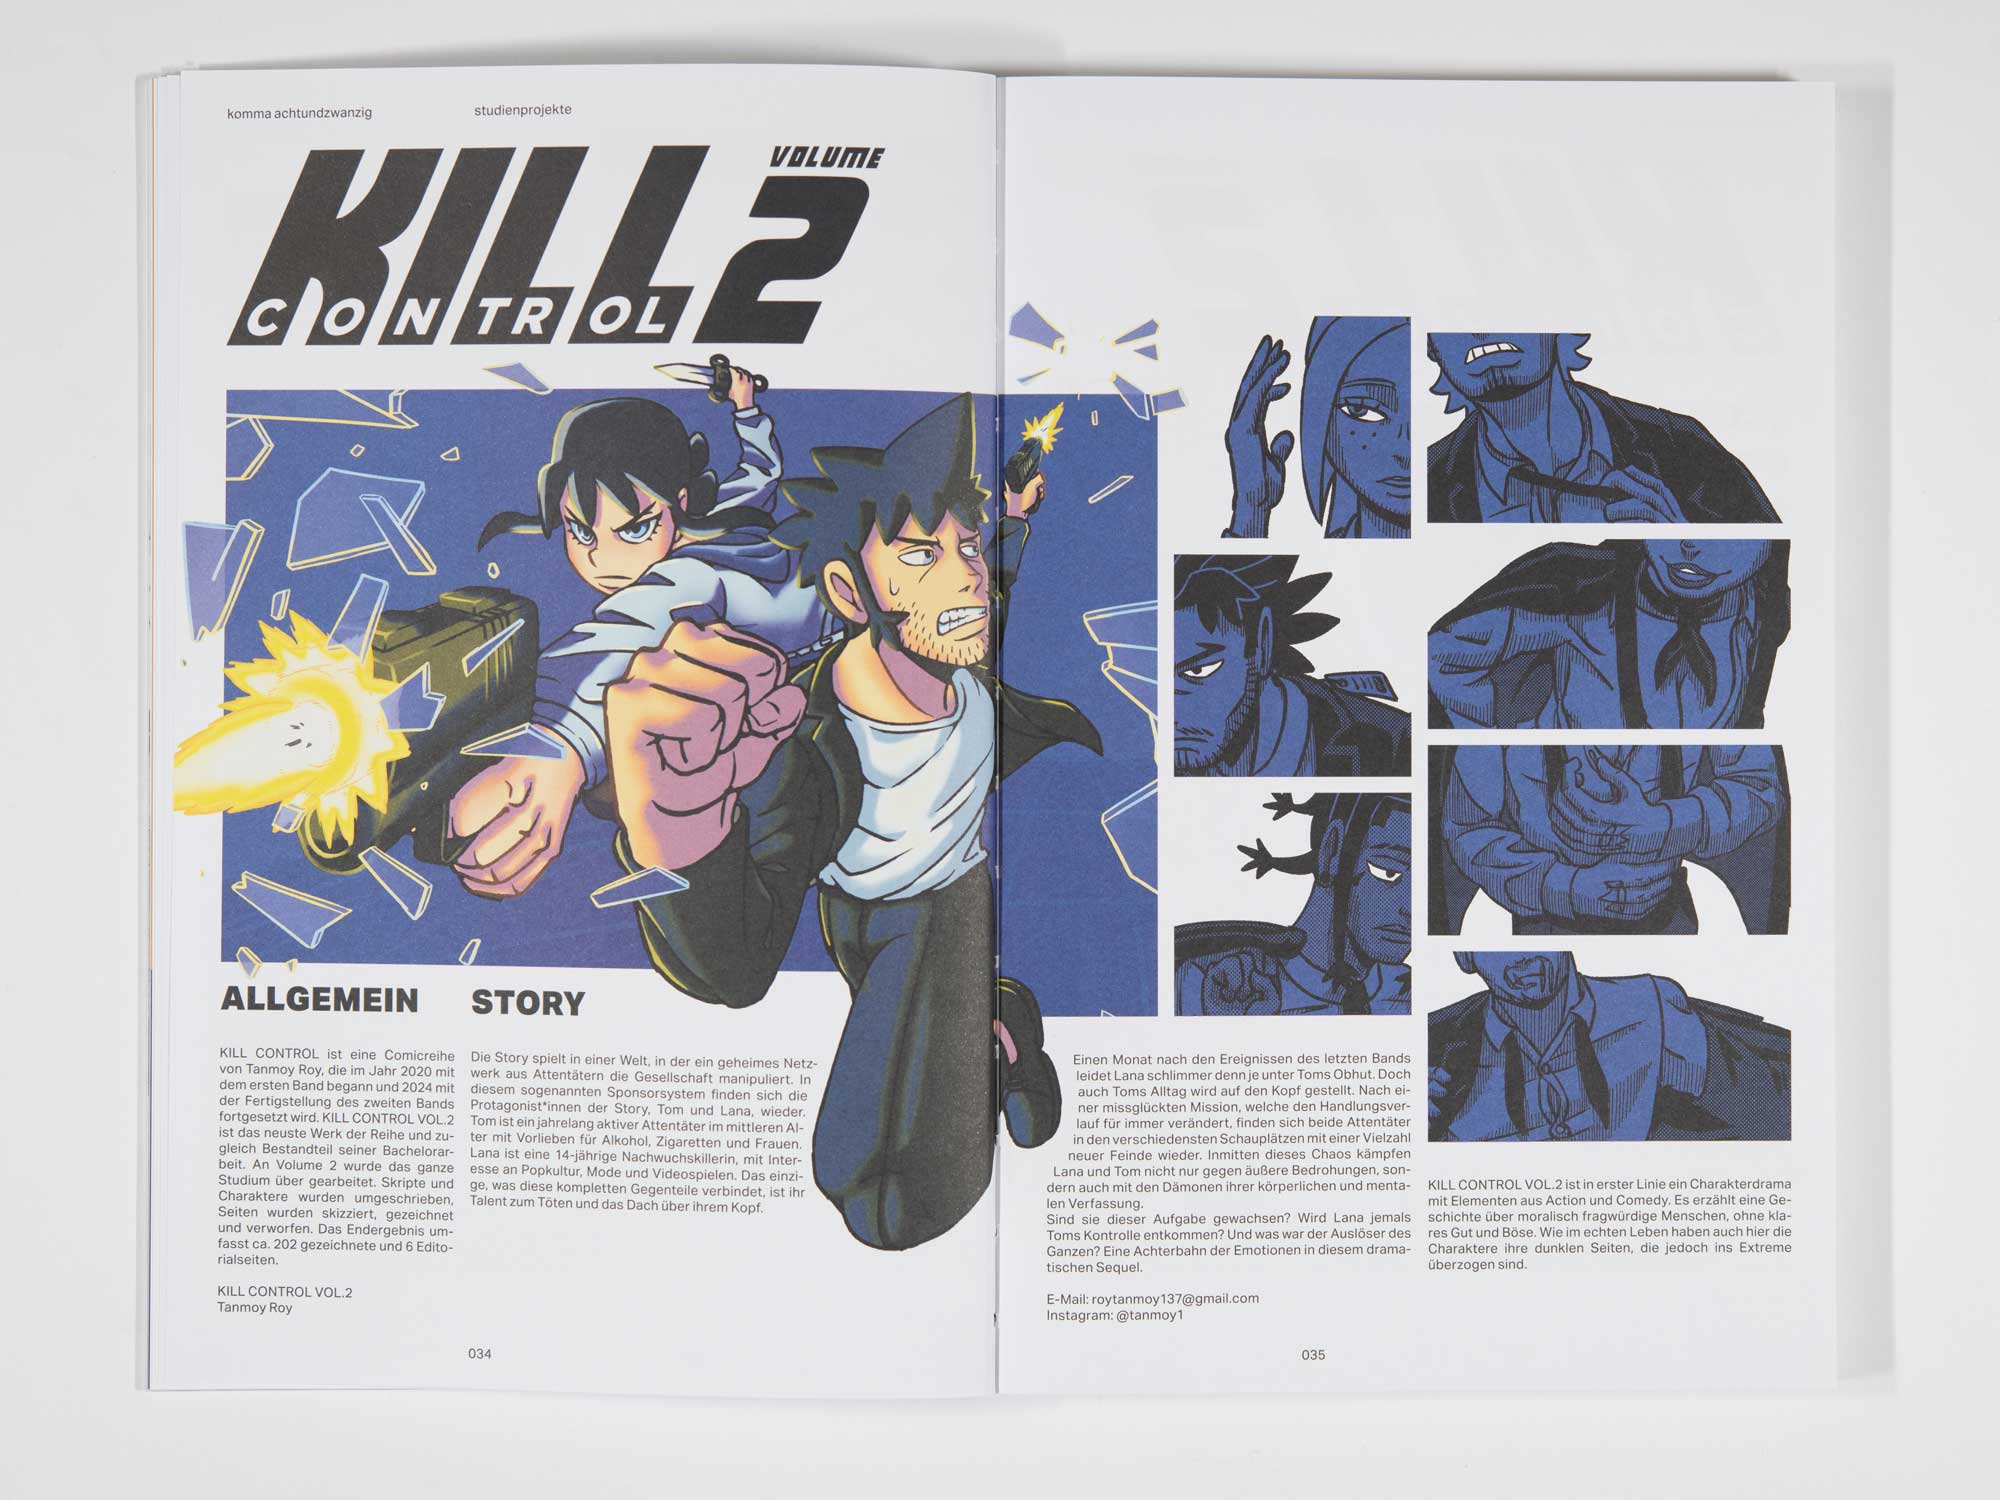 komma achtundzwanzig
studienprojekte
KILL
CONTROL
VOLUME
2
ALLGEMEIN
KILL CONTROL ist eine Comicreihe
von Tanmoy Roy, die im Jahr 2020 mit
dem ersten Band begann und 2024 mit
der Fertigstellung des zweiten Bands
fortgesetzt wird. KILL CONTROL VOL.2
ist das neuste Werk der Reihe und zu-
gleich Bestandteil seiner Bachelorar-
beit. An Volume 2 wurde das ganze
Studium über gearbeitet. Skripte und
Charaktere wurden umgeschrieben,
Seiten wurden skizziert, gezeichnet
und verworfen. Das Endergebnis um-
fasst ca. 202 gezeichnete und 6 Edito-
rialseiten.
KILL CONTROL VOL.2
Tanmoy Roy
STORY
Die Story spielt in einer Welt, in der ein geheimes Netz-
werk aus Attentätern die Gesellschaft manipuliert. In
diesem sogenannten Sponsorsystem finden sich die
Protagonist*innen der Story, Tom und Lana, wieder.
Tom ist ein jahrelang aktiver Attentäter im mittleren Al-
ter mit Vorlieben für Alkohol, Zigaretten und Frauen.
Lana ist eine 14-jährige Nachwuchskillerin, mit Inter-
esse an Popkultur, Mode und Videospielen. Das einzi-
ge, was diese kompletten Gegenteile verbindet, ist ihr
Talent zum Töten und das Dach über ihrem Kopf.
034
Einen Monat nach den Ereignissen des letzten Bands
leidet Lana schlimmer denn je unter Toms Obhut. Doch
auch Toms Alltag wird auf den Kopf gestellt. Nach ei-
ner missglückten Mission, welche den Handlungsver-
lauf für immer verändert, finden sich beide Attentäter
in den verschiedensten Schauplätzen mit einer Vielzahl
neuer Feinde wieder. Inmitten dieses Chaos kämpfen
Lana und Tom nicht nur gegen äußere Bedrohungen, son-
dern auch mit den Dämonen ihrer körperlichen und menta-
len Verfassung.
Sind sie dieser Aufgabe gewachsen? Wird Lana jemals
Toms Kontrolle entkommen? Und was war der Auslöser des
Ganzen? Eine Achterbahn der Emotionen in diesem drama-
tischen Sequel.
E-Mail: roytanmoy137@gmail.com
Instagram: @tanmoy1
KILL CONTROL VOL.2 ist in erster Linie ein Charakterdrama
mit Elementen aus Action und Comedy. Es erzählt eine Ge-
schichte über moralisch fragwürdige Menschen, ohne kla-
res Gut und Böse. Wie im echten Leben haben auch hier die
Charaktere ihre dunklen Seiten, die jedoch ins Extreme
überzogen sind.
035